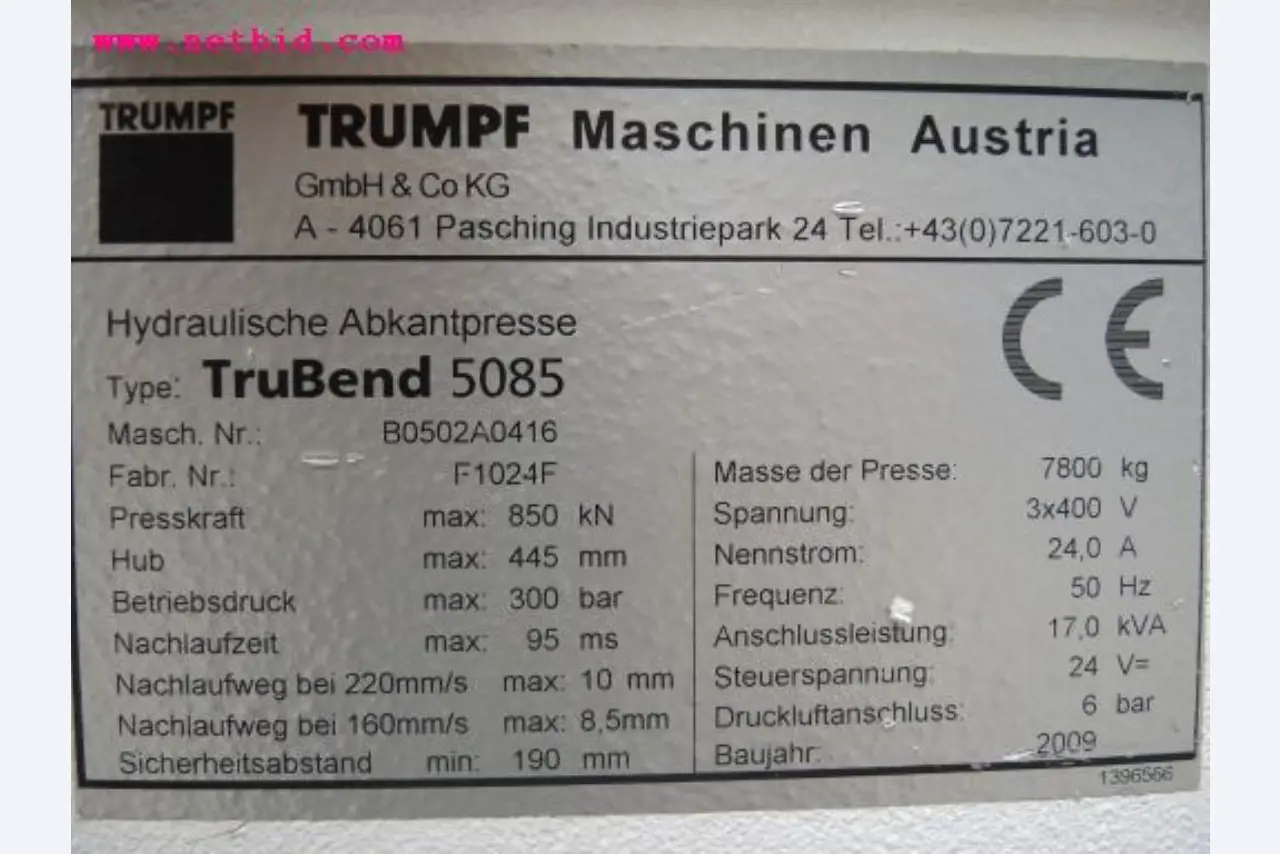 www.netbid.com
TRUMPF
TRUMPF Maschinen Austria
GmbH & Co KG
A - 4061 Pasching Industriepark 24 Tel.:+43(0)7221-603-0
CE
Hydraulische Abkantpresse
Type: TruBend 5085
Masch. Nr.: B0502A0416
Fabr. Nr.: F1024F
Presskraft max: 850 kN
Hub max: 445 mm
Betriebsdruck max: 300 bar
Nachlaufzeit max: 95 ms
Nachlaufweg bei 220mm/s max: 10 mm
Nachlaufweg bei 160mm/s max: 8,5mm
Sicherheitsabstand min: 190 mm
Masse der Presse: 7800 kg
Spannung: 3x400 V
Nennstrom: 24,0 A
Frequenz: 50 Hz
Anschlussleistung: 17,0 kVA
Steuerspannung: 24 V=
Druckluftanschluss: 6 bar
Baujahr: 2009
1396566